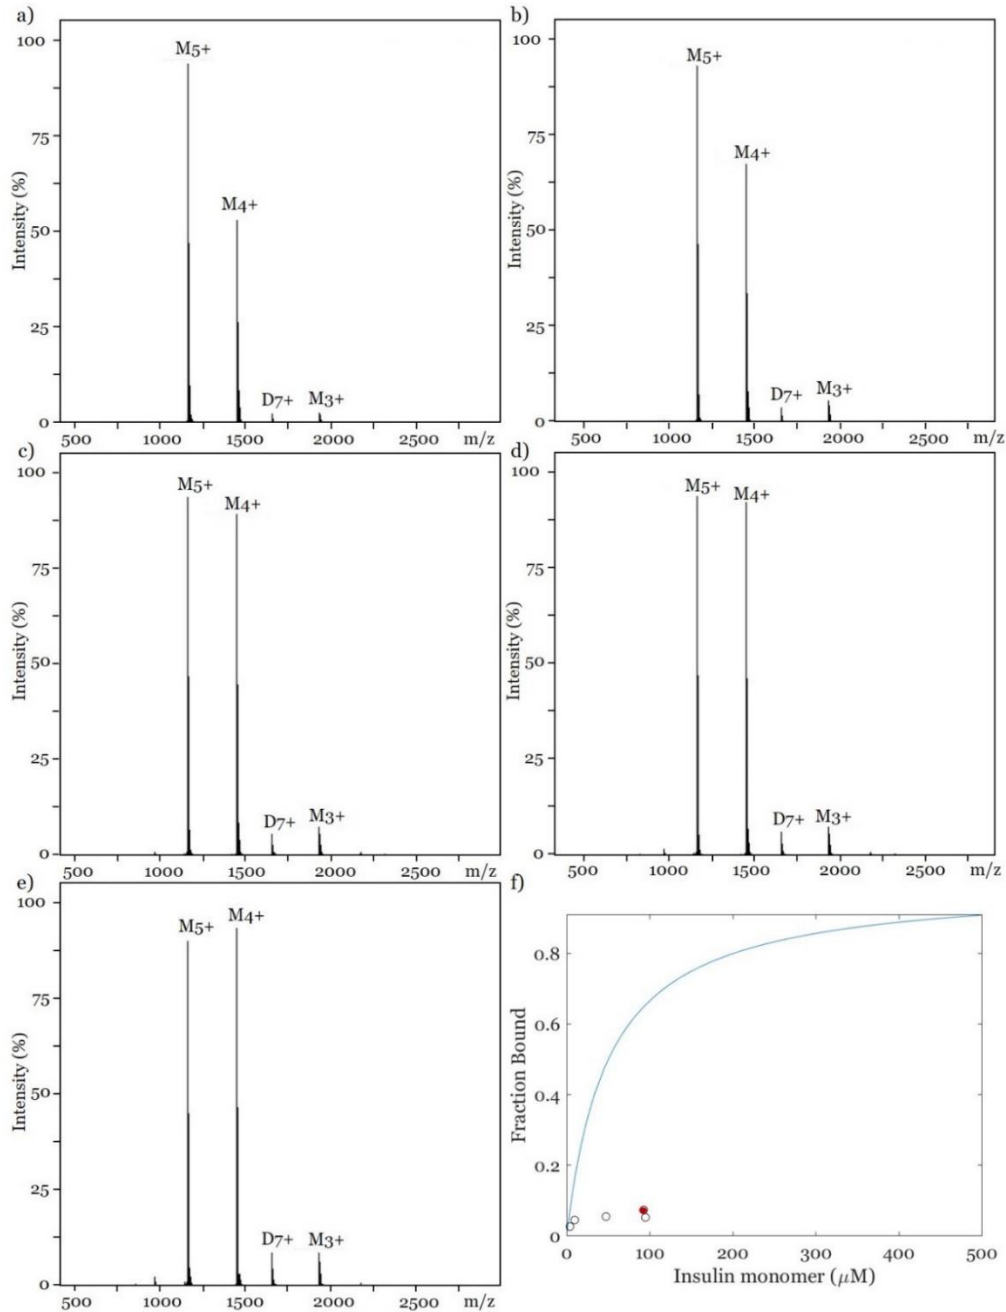 a)
100
75
50
25
0
Intensity (%)
M5+
M4+
D7+
M3+
500 1000 1500 2000 2500 m/z
b)
100
75
50
25
0
Intensity (%)
M5+
M4+
D7+
M3+
500 1000 1500 2000 2500 m/z
c)
100
75
50
25
0
Intensity (%)
M5+
M4+
D7+
M3+
500 1000 1500 2000 2500 m/z
d)
100
75
50
25
0
Intensity (%)
M5+
M4+
D7+
M3+
500 1000 1500 2000 2500 m/z
e)
100
75
50
25
0
Intensity (%)
M5+
M4+
D7+
M3+
500 1000 1500 2000 2500 m/z
f)
0.8
0.6
0.4
0.2
0
Fraction Bound
0 100 200 300 400 500
Insulin monomer (μM)